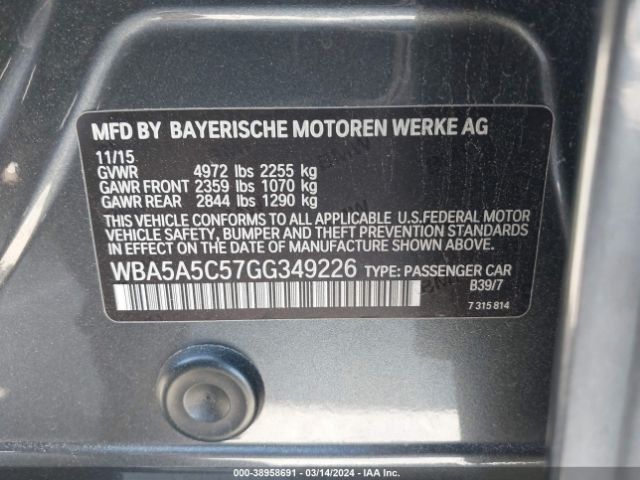 MFD BY BAYERISCHE MOTOREN WERKE AG
11/15
GVWR 4972 lbs 2255 kg
GAWR FRONT 2359 lbs 1070 kg
GAWR REAR 2844 lbs 1290 kg
THIS VEHICLE CONFORMS TO ALL APPLICABLE U.S.FEDERAL MOTOR
VEHICLE SAFETY, BUMPER AND THEFT PREVENTION STANDARDS
IN EFFECT ON THE DATE OF MANUFACTURE SHOWN ABOVE.
WBA5A5C57GG349226 TYPE: PASSENGER CAR
B39/7
7 315 814
000-38958691 - 03/14/2024 - IAA Inc.